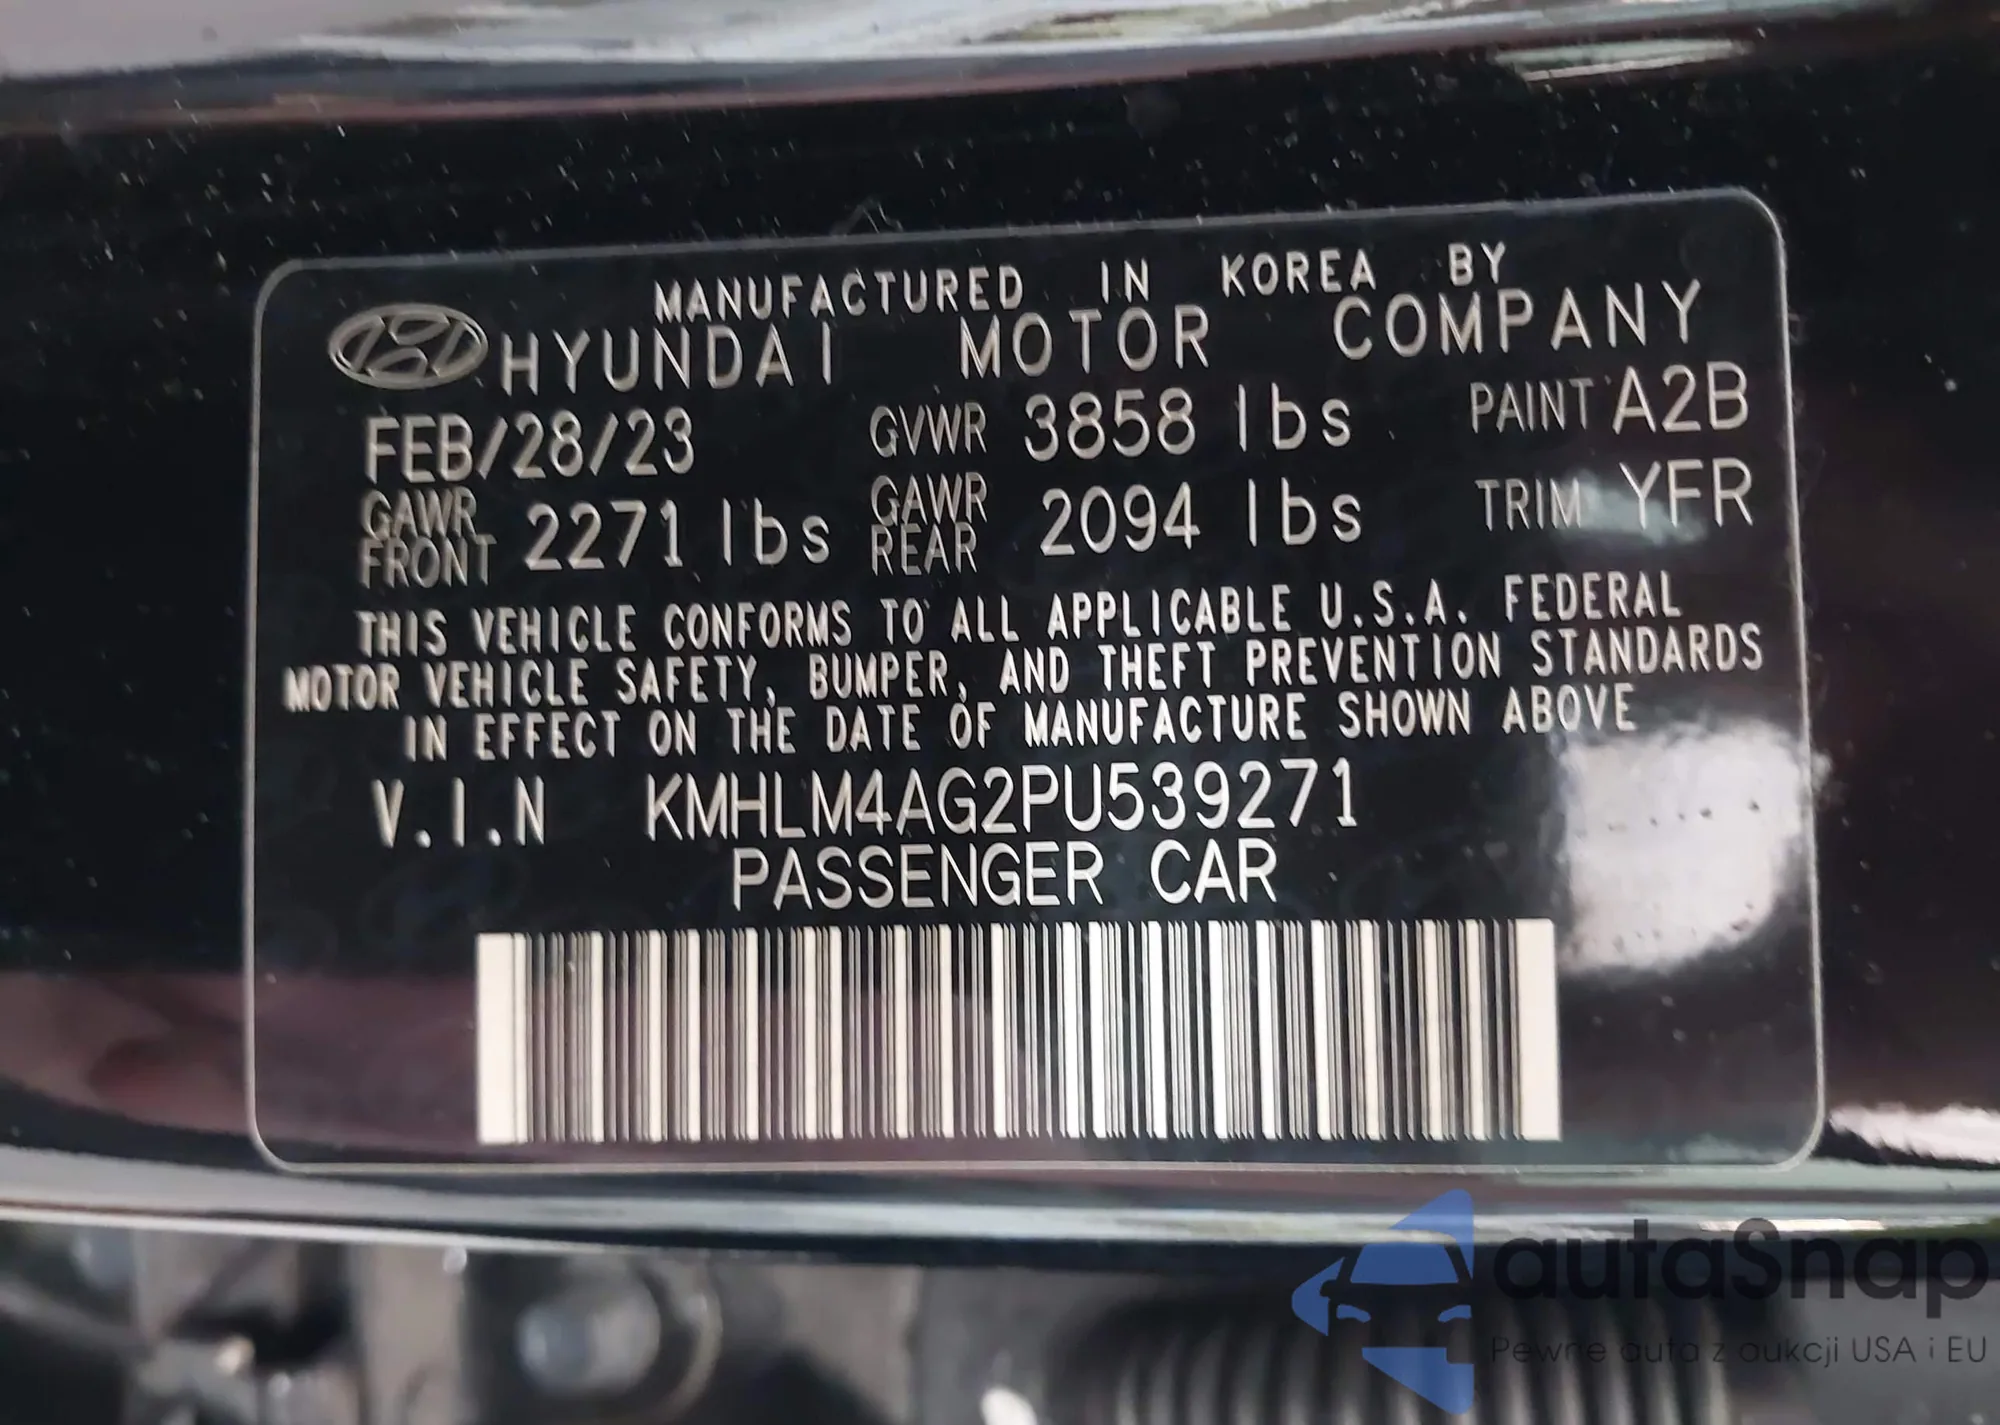 MANUFACTURED IN KOREA BY
HYUNDAI MOTOR COMPANY
FEB/28/23 GVWR 3858 lbs PAINT A2B
GAWR FRONT 2271 lbs GAWR REAR 2094 lbs TRIM YFR
THIS VEHICLE CONFORMS TO ALL APPLICABLE U.S.A. FEDERAL
MOTOR VEHICLE SAFETY, BUMPER, AND THEFT PREVENTION STANDARDS
IN EFFECT ON THE DATE OF MANUFACTURE SHOWN ABOVE
V.I.N KMHLM4AG2PU539271
PASSENGER CAR
autaSnap
Pewne auta z aukcji USA i EU